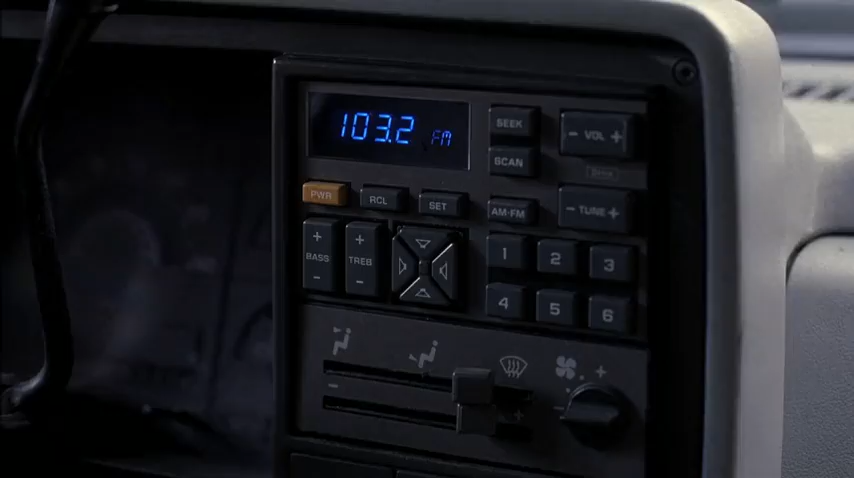 103.2 FM
SEEK
- VOL +
SCAN
PWR
RCL
SET
AM-FM
- TUNE +
+
BASS
-
+
TREB
-
1 2 3
4 5 6
+
-
+
-